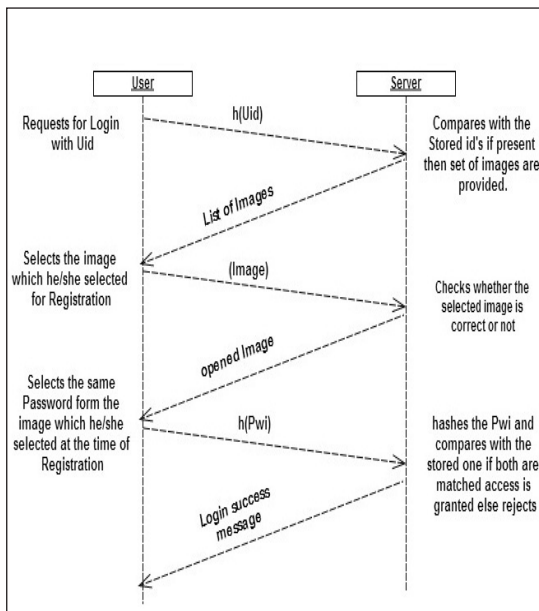 User
Server
h(Uid)
Requests for Login
with Uid
Compares with the
Stored id's if present
then set of images are
provided.
List of Images
Selects the image
which he/she selected
for Registration
(Image)
Checks whether the
selected image is
correct or not
opened Image
Selects the same
Password form the
image which he/she
selected at the time of
Registration
h(Pwi)
hashes the Pwi and
compares with the
stored one if both are
matched access is
granted else rejects
Login success
message